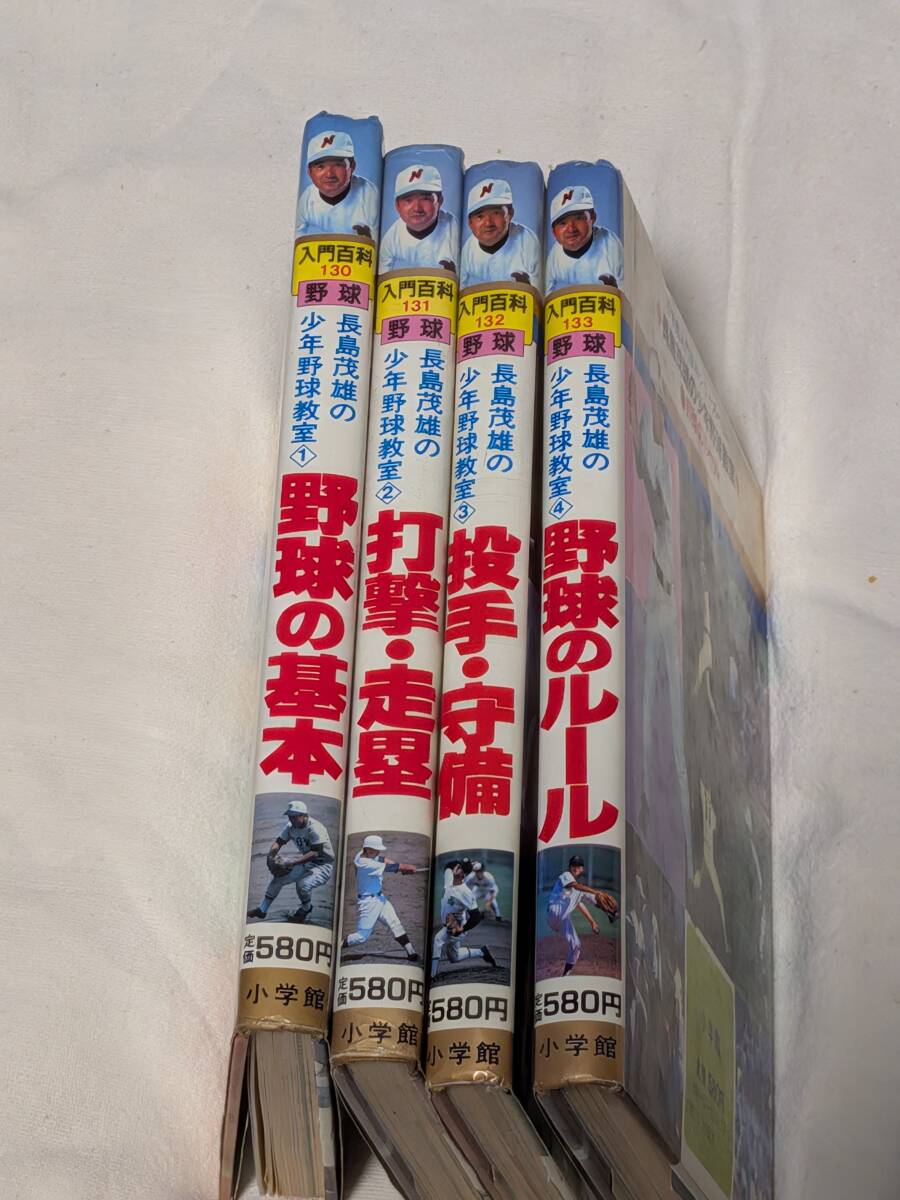 N
入門百科
130
野球
長島茂雄の
少年野球教室①
野球の基本
定価580円
小学館
N
入門百科
131
野球
長島茂雄の
少年野球教室②
打撃・走塁
定価580円
小学館
N
入門百科
132
野球
長島茂雄の
少年野球教室③
投手・守備
定価580円
小学館
N
入門百科
133
野球
長島茂雄の
少年野球教室④
野球のルール
定価580円
小学館